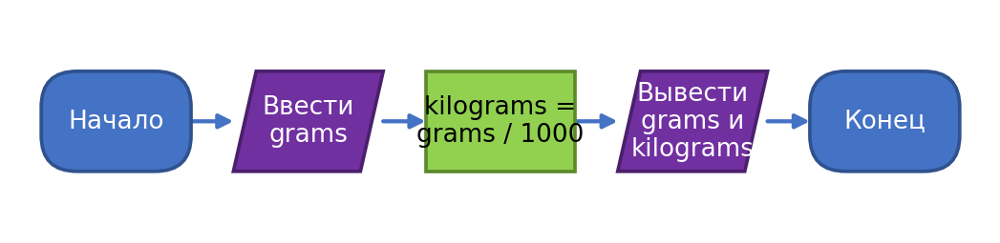 Начало
Ввести
grams
kilograms =
grams / 1000
Вывести
grams и
kilograms
Конец